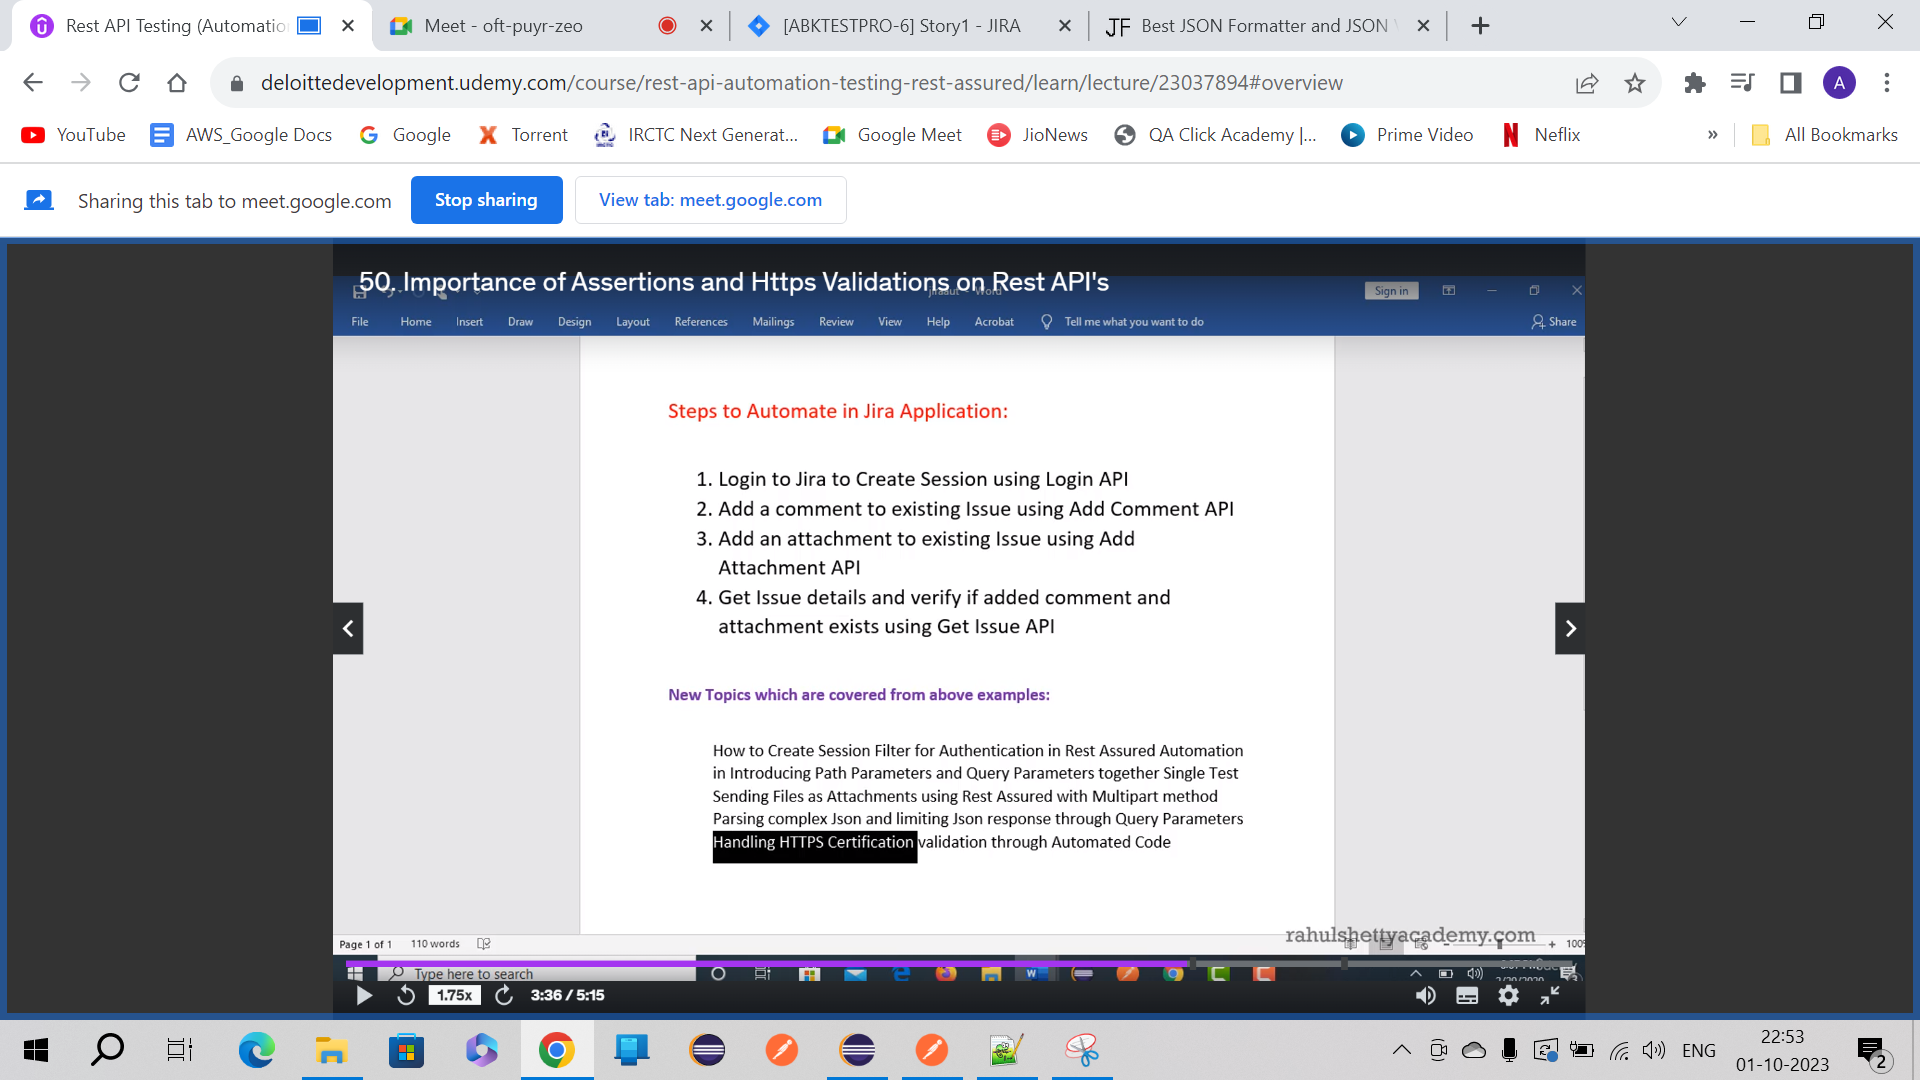 Rest API Testing (Automatio
Meet - oft-puyr-zeo
[ABKTESTPRO-6] Story1 - JIRA
Best JSON Formatter and JSON
deloittedevelopment.udemy.com/course/rest-api-automation-testing-rest-assured/learn/lecture/23037894#overview
A
YouTube
AWS_Google Docs
Google
Torrent
IRCTC Next Generat...
Google Meet
JioNews
QA Click Academy |...
Prime Video
Neflix
»
All Bookmarks
Sharing this tab to meet.google.com
Stop sharing
View tab: meet.google.com
50. Importance of Assertions and Https Validations on Rest API's
Sign in
File Home Insert Draw Design Layout References Mailings Review View Help Acrobat Tell me what you want to do
Share
Steps to Automate in Jira Application:
1. Login to Jira to Create Session using Login API
2. Add a comment to existing Issue using Add Comment API
3. Add an attachment to existing Issue using Add
Attachment API
4. Get Issue details and verify if added comment and
attachment exists using Get Issue API
New Topics which are covered from above examples:
How to Create Session Filter for Authentication in Rest Assured Automation
in Introducing Path Parameters and Query Parameters together Single Test
Sending Files as Attachments using Rest Assured with Multipart method
Parsing complex Json and limiting Json response through Query Parameters
Handling HTTPS Certification validation through Automated Code
rahulshettyacademy.com
Page 1 of 1 110 words
100%
Type here to search
1.75x
3:36 / 5:15
ENG
22:53
01-10-2023
2